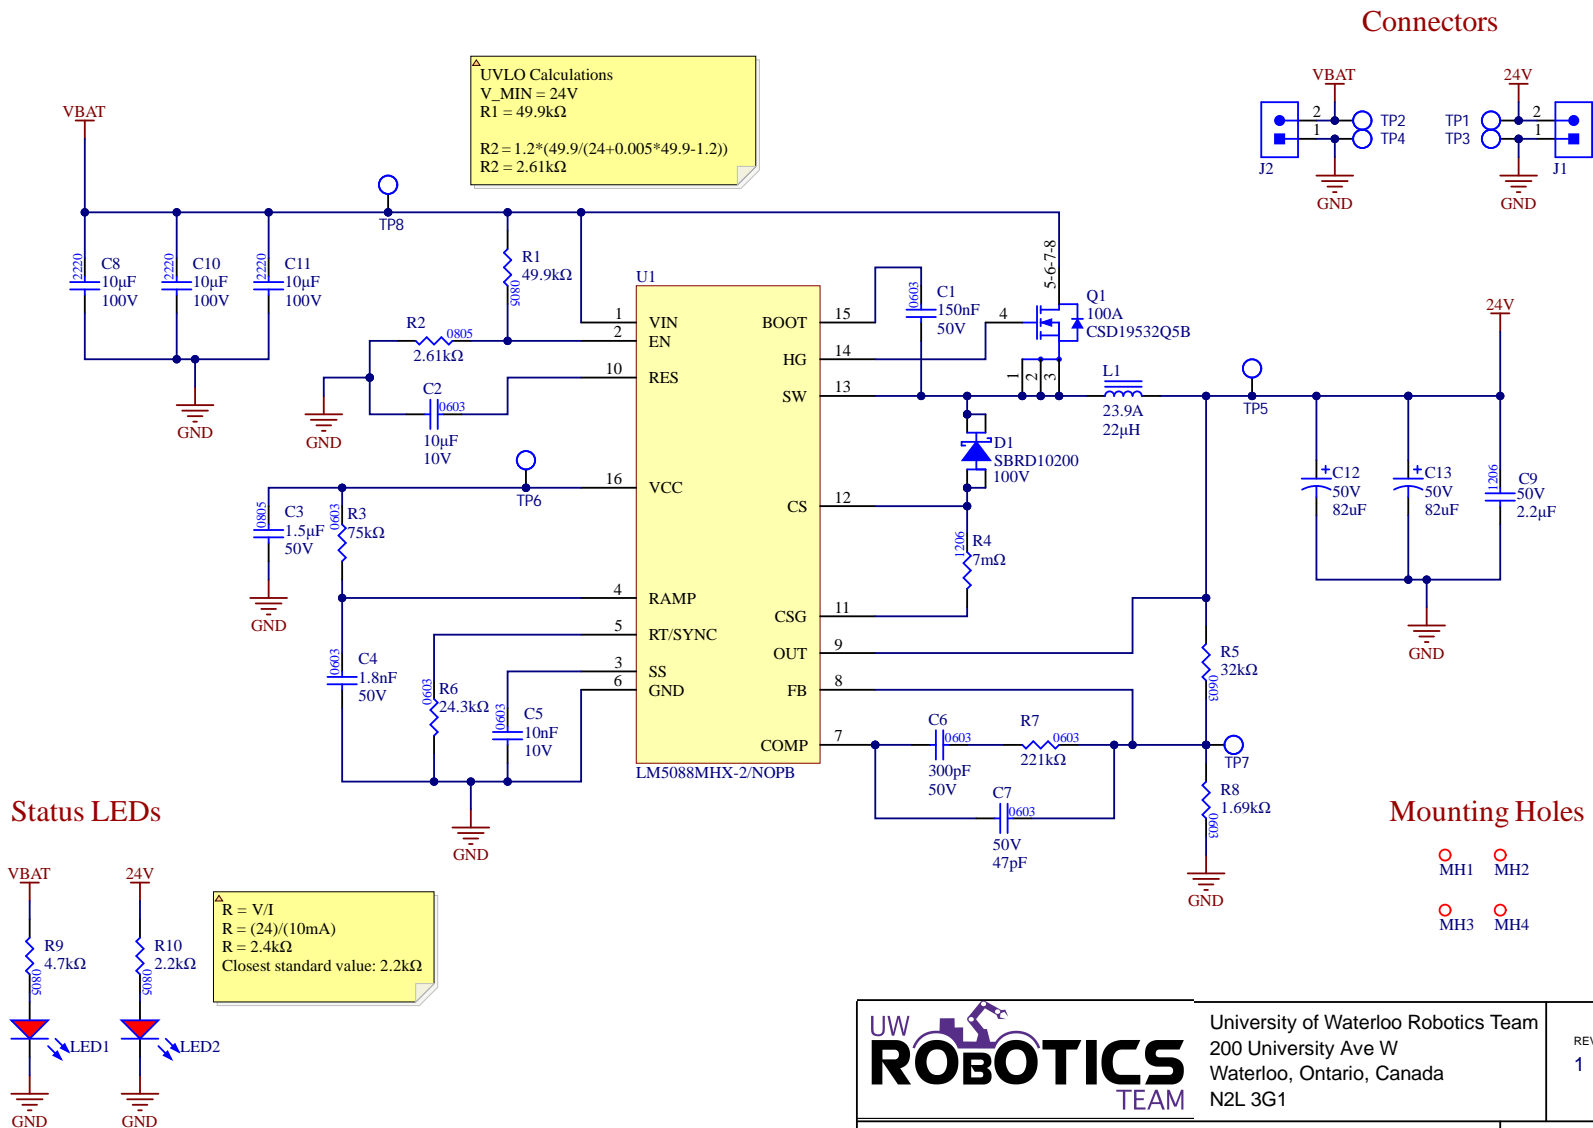 Connectors
UVLO Calculations
V_MIN = 24V
R1 = 49.9kΩ
R2 = 1.2*(49.9/(24+0.005*49.9-1.2))
R2 = 2.61kΩ
VBAT
24V
2
1
TP2
TP4
J2
GND
TP1
TP3
2
1
J1
GND
VBAT
TP8
2220
C8
10µF
100V
2220
C10
10µF
100V
2220
C11
10µF
100V
GND
R1
49.9kΩ
0805
R2
0805
2.61kΩ
C2
0603
10µF
10V
GND
U1
1
VIN
2
EN
10
RES
16
VCC
4
RAMP
5
RT/SYNC
3
SS
6
GND
BOOT
15
HG
14
SW
13
CS
12
CSG
11
OUT
9
FB
8
COMP
7
LM5088MHX-2/NOPB
0603
C1
150nF
50V
5-6-7-8
4
Q1
100A
CSD19532Q5B
1
2
3
L1
23.9A
22µH
TP5
24V
D1
SBRD10200
100V
1206
R4
7mΩ
C12
50V
82uF
C13
50V
82uF
1206
C9
50V
2.2µF
GND
TP6
0805
C3
1.5µF
50V
GND
0603
R3
75kΩ
0603
C4
1.8nF
50V
0603
R6
24.3kΩ
0603
C5
10nF
10V
GND
R5
32kΩ
0603
C6
0603
300pF
50V
R7
0603
221kΩ
C7
0603
50V
47pF
TP7
R8
1.69kΩ
0603
GND
Status LEDs
VBAT
R9
4.7kΩ
0805
LED1
GND
24V
R10
2.2kΩ
0805
LED2
GND
R = V/I
R = (24)/(10mA)
R = 2.4kΩ
Closest standard value: 2.2kΩ
Mounting Holes
MH1
MH2
MH3
MH4
UW
ROBOTICS
TEAM
University of Waterloo Robotics Team
200 University Ave W
Waterloo, Ontario, Canada
N2L 3G1
REV
1